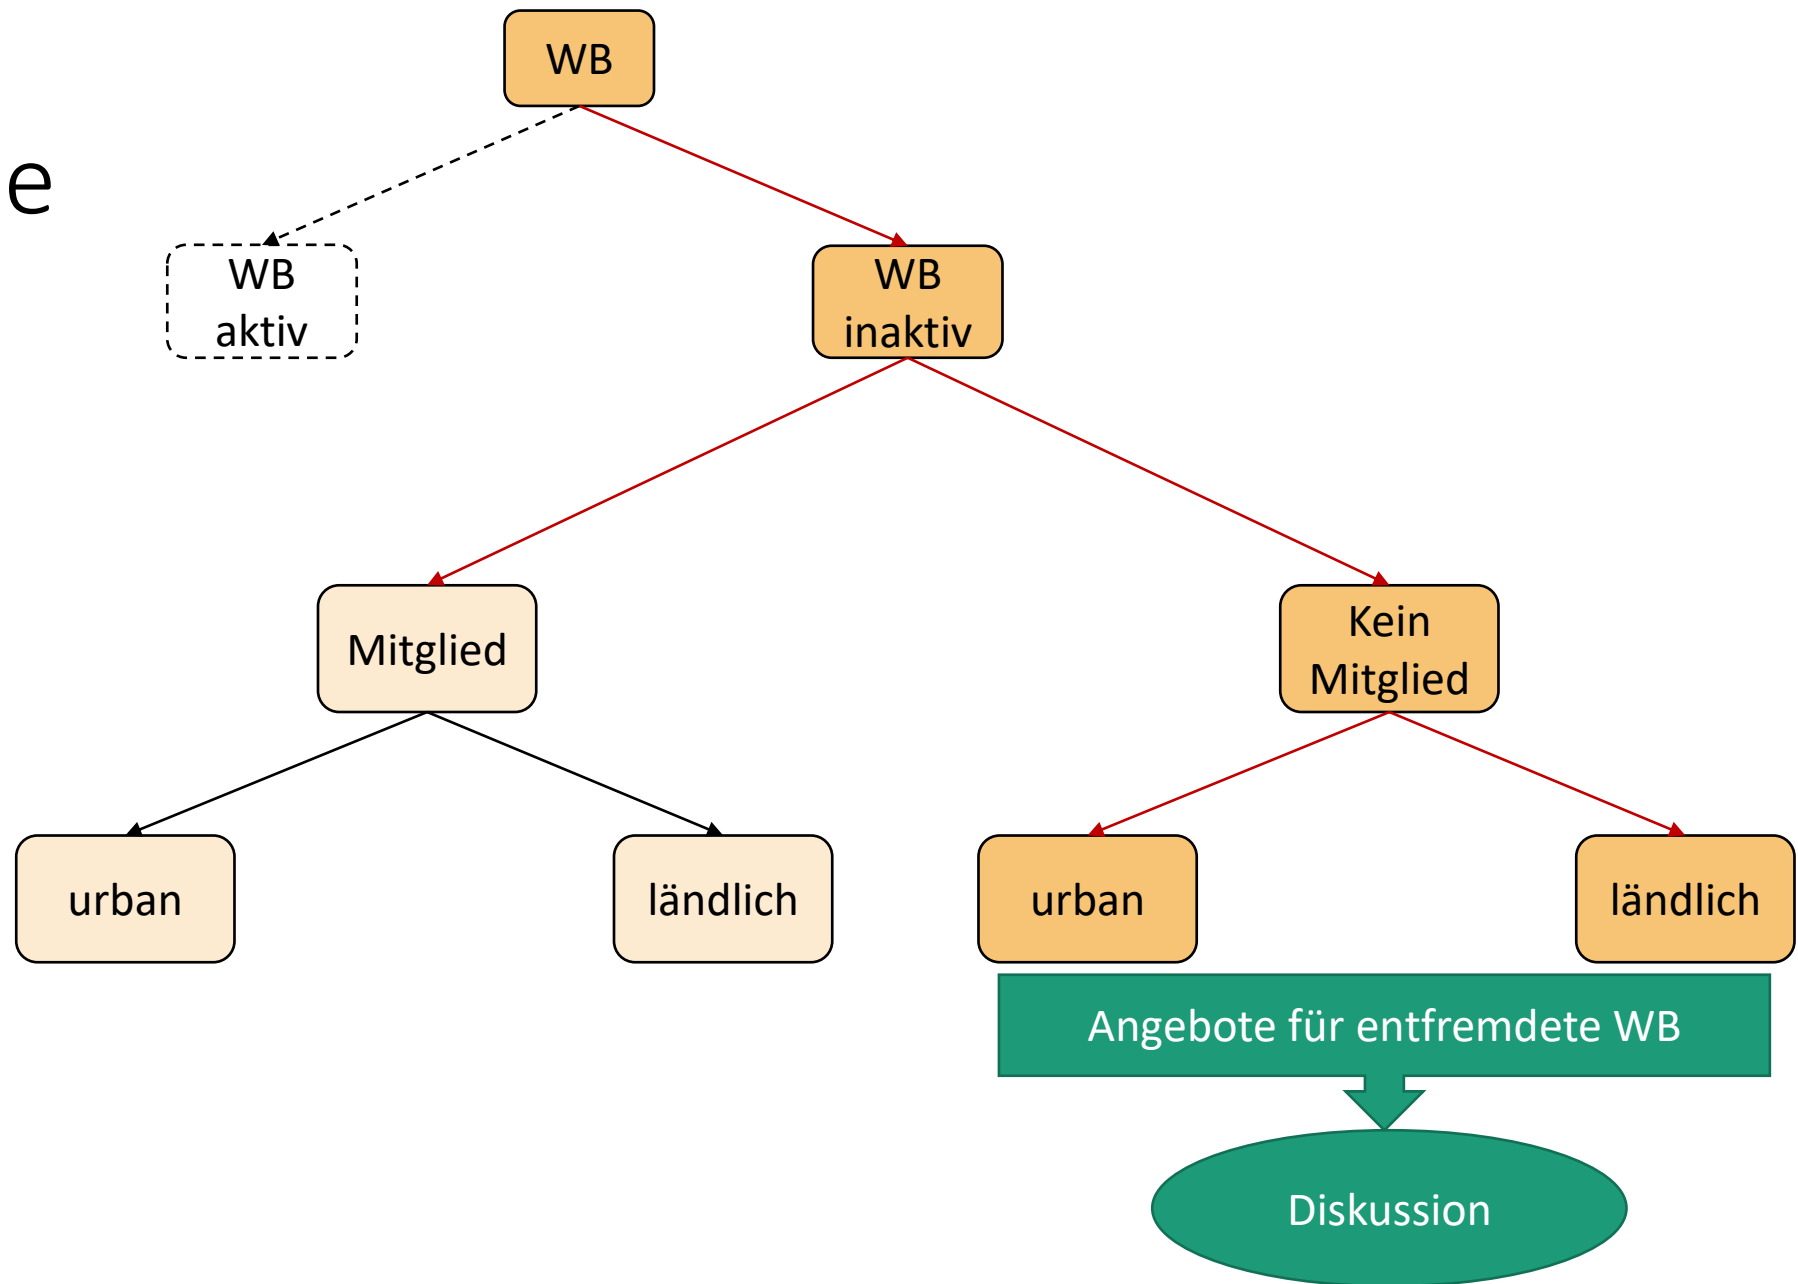 WB
e
WB
aktiv
WB
inaktiv
Mitglied
Kein
Mitglied
urban
ländlich
urban
ländlich
Angebote für entfremdete WB
Diskussion